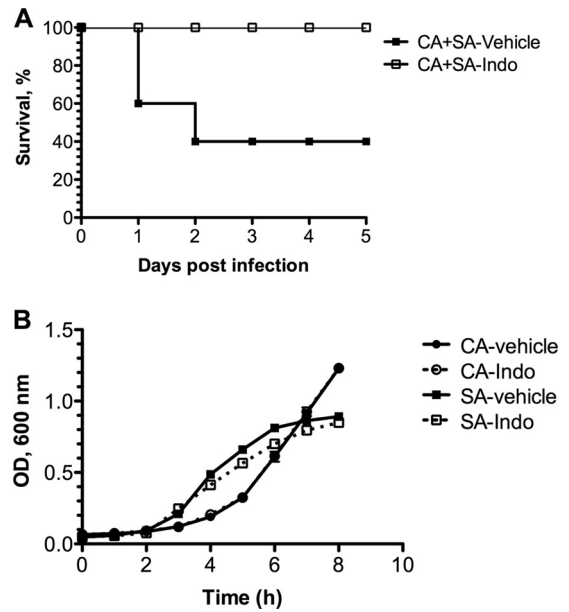 A
100
80
60
40
20
0
Survival, %
0 1 2 3 4 5
Days post infection
CA+SA-Vehicle
CA+SA-Indo
B
1.5
1.0
0.5
0.0
OD, 600 nm
0 2 4 6 8 10
Time (h)
CA-vehicle
CA-Indo
SA-vehicle
SA-Indo